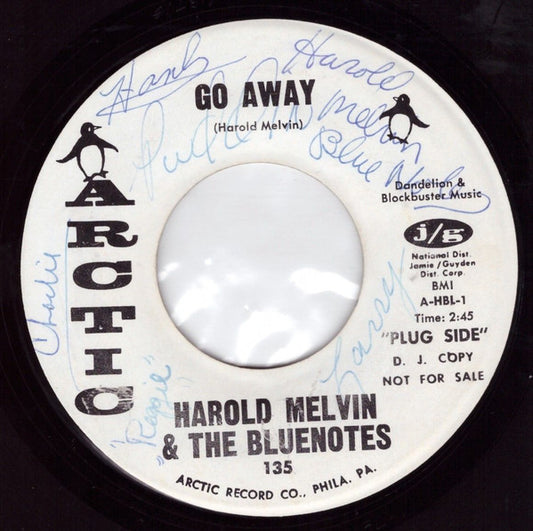 GO AWAY
(Harold Melvin)
Hank
Harold
Melvin
Blue Notes
ARCTIC
Dandelion &
Blockbuster Music
j/g
National Dist.
Jamie/Guyden
Dist. Corp.
BMI
A-HBL-1
Time: 2:45
"PLUG SIDE"
D. J. COPY
NOT FOR SALE
Charlie
Larry
"Reggie"
HAROLD MELVIN
& THE BLUENOTES
135
ARCTIC RECORD CO., PHILA. PA.